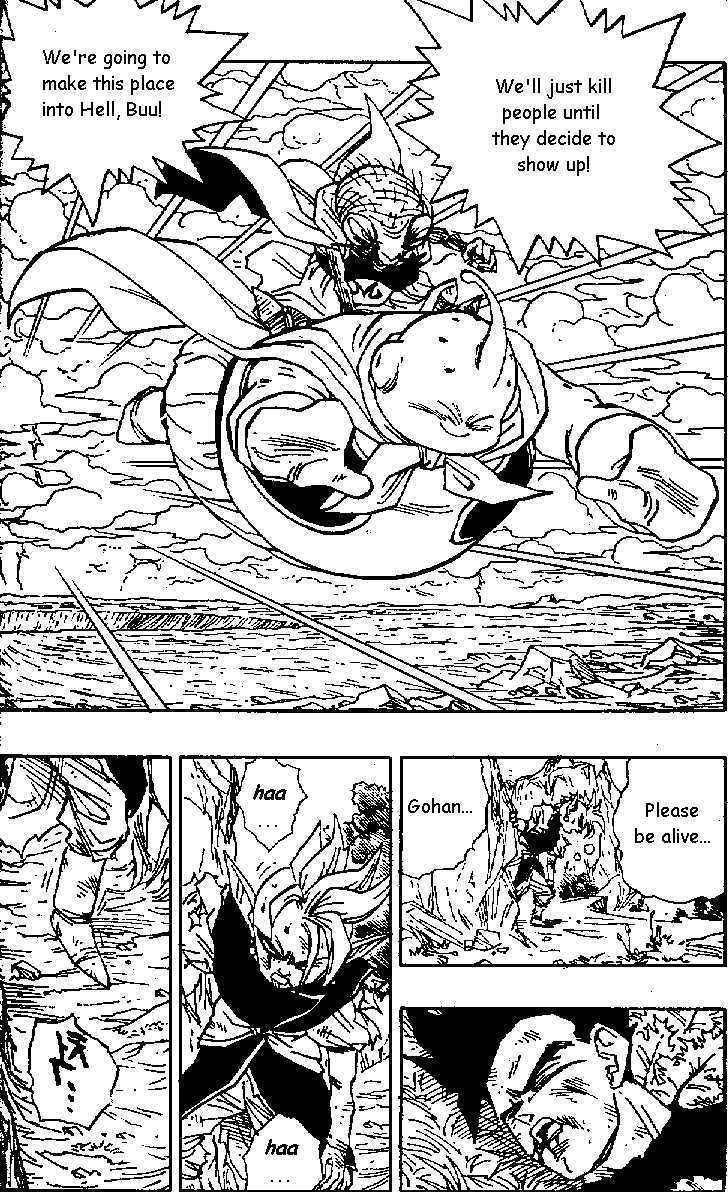 We'll just kill
people until
they decide to
show up!
We're going to
make this place
into Hell, Buu!
Please
be alive...
Gohan...
haa
...
haa
...